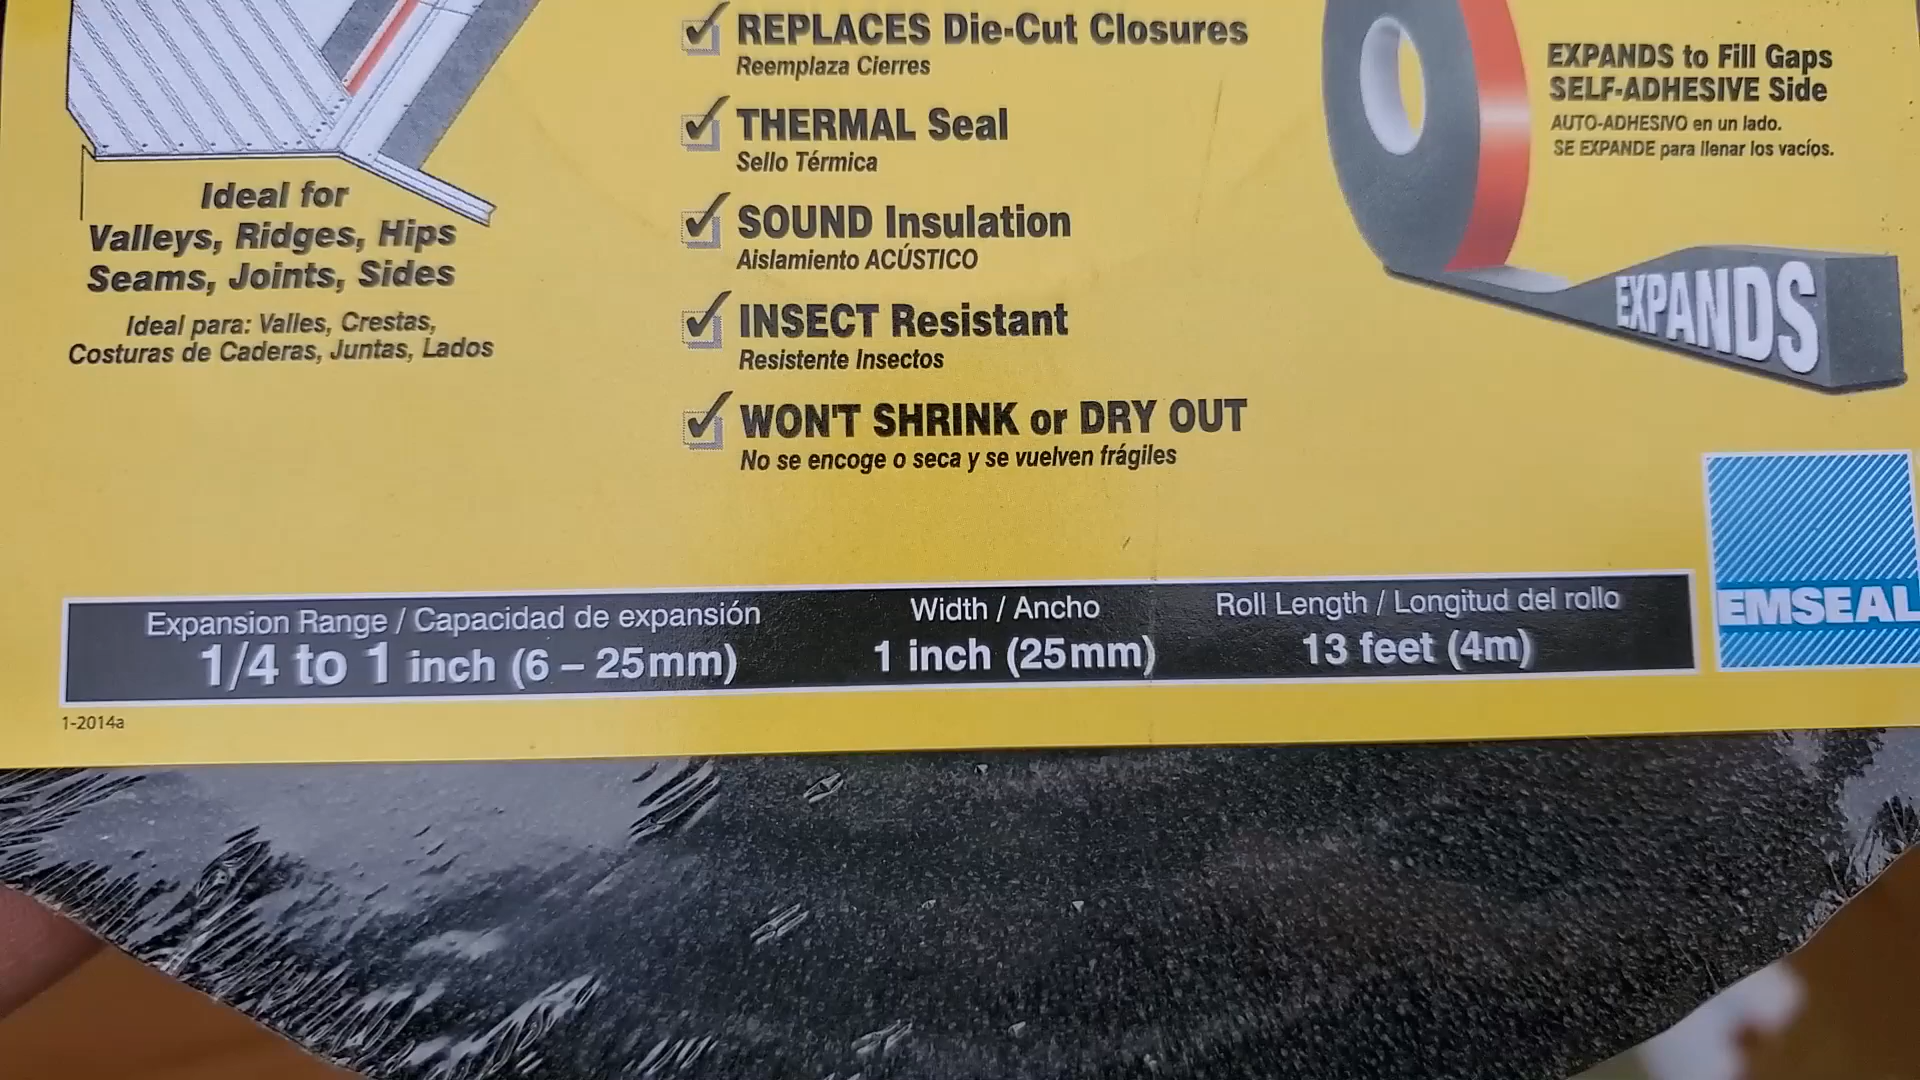 Ideal for
Valleys, Ridges, Hips
Seams, Joints, Sides
Ideal para: Valles, Crestas,
Costuras de Caderas, Juntas, Lados
REPLACES Die-Cut Closures
Reemplaza Cierres
THERMAL Seal
Sello Térmica
SOUND Insulation
Aislamiento ACÚSTICO
INSECT Resistant
Resistente Insectos
WON'T SHRINK or DRY OUT
No se encoge o seca y se vuelven frágiles
EXPANDS to Fill Gaps
SELF-ADHESIVE Side
AUTO-ADHESIVO en un lado.
SE EXPANDE para llenar los vacíos.
EXPANDS
EMSEAL
Expansion Range / Capacidad de expansión
1/4 to 1 inch (6 – 25mm)
Width / Ancho
1 inch (25mm)
Roll Length / Longitud del rollo
13 feet (4m)
1-2014a